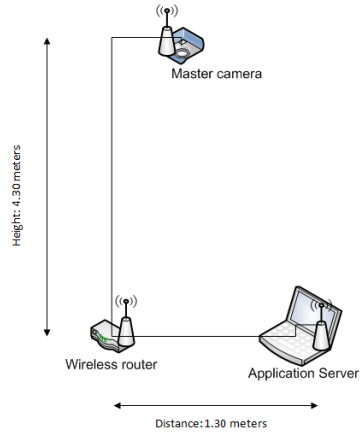 Master camera
Height: 4.30 meters
Wireless router
Application Server
Distance:1.30 meters